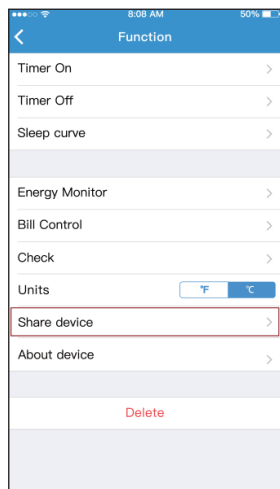 8:08 AM
50%
Function
Timer On
Timer Off
Sleep curve
Energy Monitor
Bill Control
Check
Units °F °C
Share device
About device
Delete